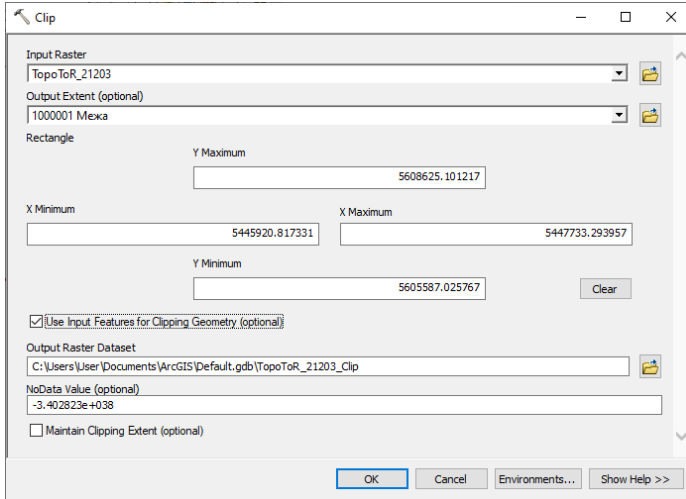 Clip
Input Raster
TopoToR_21203
Output Extent (optional)
1000001 Межа
Rectangle
Y Maximum
5608625.101217
X Minimum
X Maximum
5445920.817331
5447733.293957
Y Minimum
5605587.025767
Clear
Use Input Features for Clipping Geometry (optional)
Output Raster Dataset
C:\Users\User\Documents\ArcGIS\Default.gdb\TopoToR_21203_Clip
NoData Value (optional)
-3.402823e+038
Maintain Clipping Extent (optional)
OK
Cancel
Environments...
Show Help >>